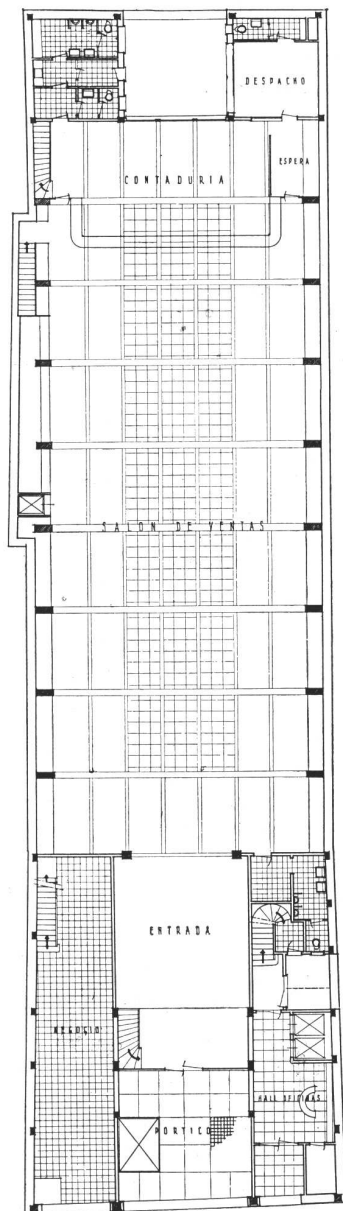 DESPACHO
ESPERA
CONTADURIA
SALON DE VENTAS
ENTRADA
NEGOCIO
HALL OFICINAS
PORTICO